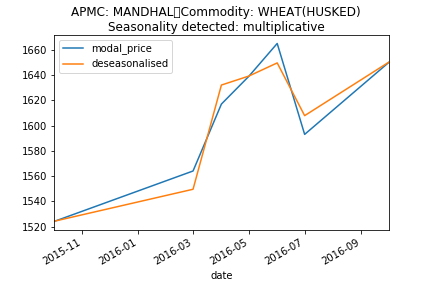 APMC: MANDHAL Commodity: WHEAT(HUSKED)
Seasonality detected: multiplicative
modal_price
deseasonalised
1660
1640
1620
1600
1580
1560
1540
1520
2015-11
2016-01
2016-03
2016-05
2016-07
2016-09
date